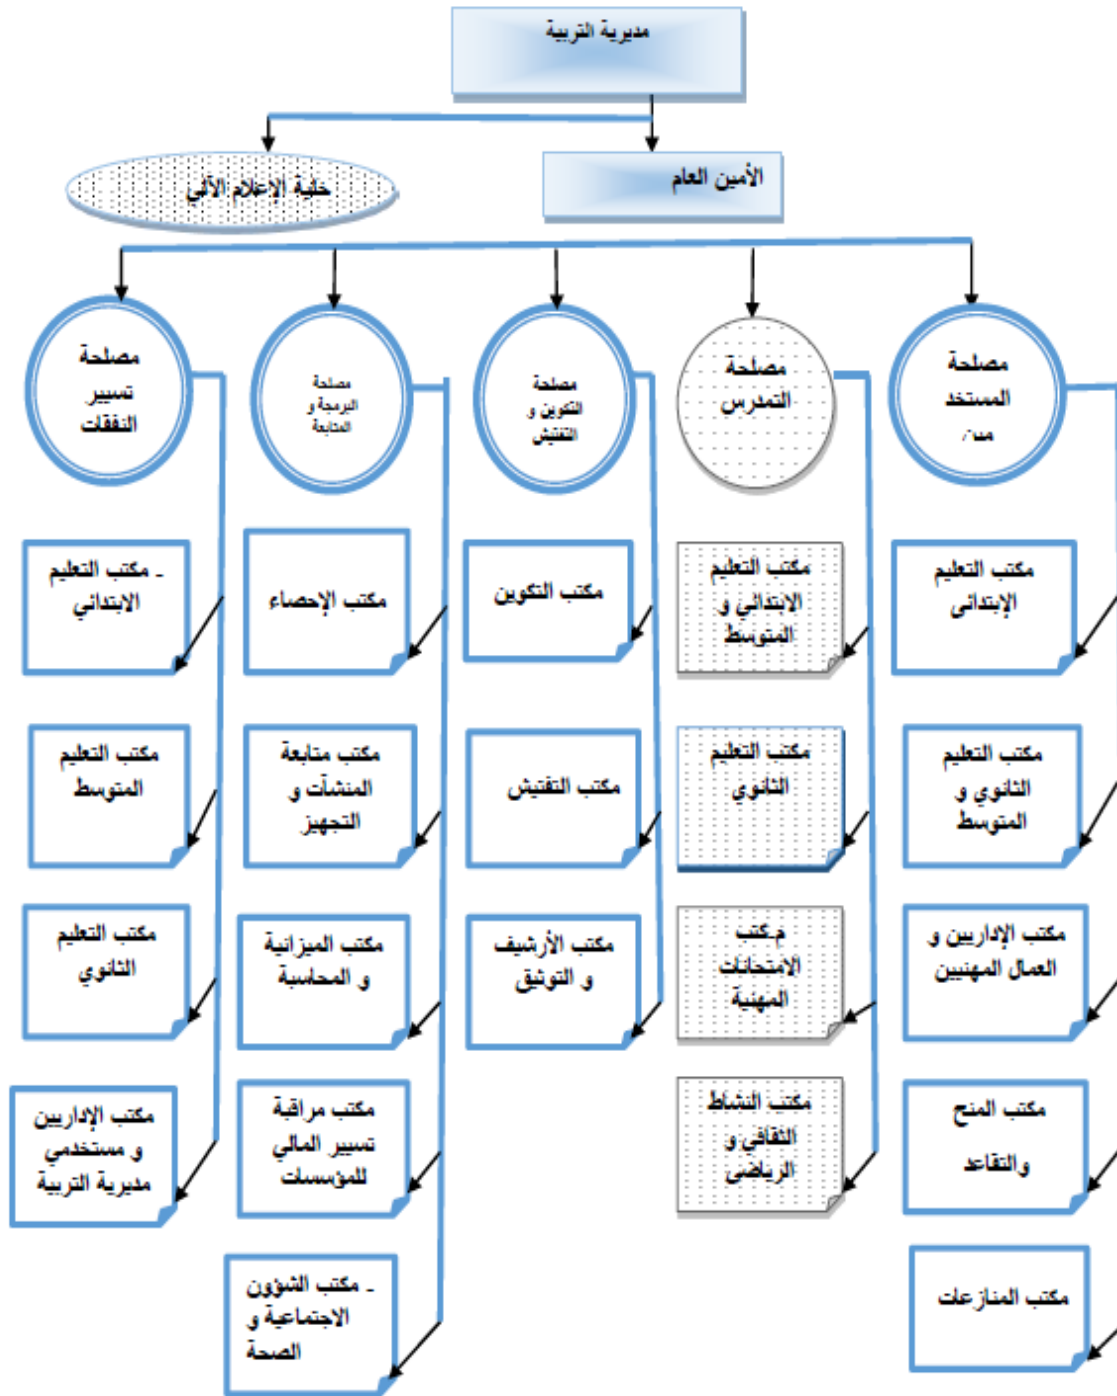 مديرية التربية
الأمين العام
خلية الإعلام الآلي
مصلحة
المستخد
مين
مصلحة
التمدرس
مصلحة
التكوين و
التفتيش
مصلحة
البرمجة و
المتابعة
مصلحة
تسيير
النفقات
مكتب التعليم
الإبتدائى
مكتب التعليم
الابتدائي و
المتوسط
مكتب التكوين
مكتب الإحصاء
- مكتب التعليم
الابتدائي
مكتب التعليم
الثانوي و
المتوسط
مكتب التعليم
الثانوي
مكتب التفتيش
مكتب متابعة
المنشآت و
التجهيز
مكتب التعليم
المتوسط
مكتب الإداريين و
العمال المهنيين
مـكتب
الامتحانات
المهنية
مكتب الأرشيف
و التوثيق
مكتب الميزانية
و المحاسبة
مكتب التعليم
الثانوي
مكتب المنح
والتقاعد
مكتب النشاط
الثقافي و
الرياضى
مكتب مراقبة
تسيير المالي
للمؤسسات
مكتب الإداريين
و مستخدمي
مديرية التربية
مكتب المنازعات
- مكتب الشؤون
الاجتماعية و
الصحة